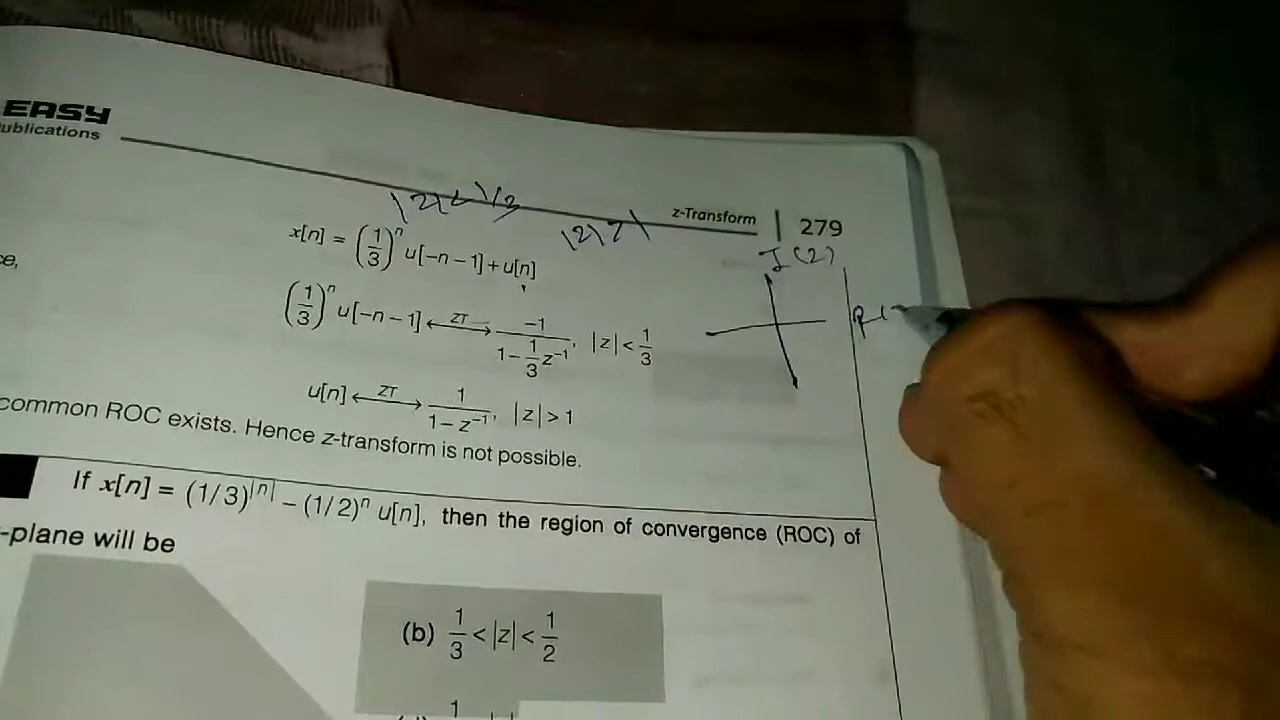 EASY
ublications
|z| < 1/3
|z| > 1
z-Transform | 279
x[n] = (1/3)^n u[-n - 1] + u[n]
I(z)
ce,
(1/3)^n u[-n - 1] ⟷ZT -1/(1 - 1/3 z^-1), |z| < 1/3
u[n] ⟷ZT 1/(1 - z^-1), |z| > 1
common ROC exists. Hence z-transform is not possible.
If x[n] = (1/3)^|n| - (1/2)^n u[n], then the region of convergence (ROC) of
-plane will be
(b) 1/3 < |z| < 1/2
1